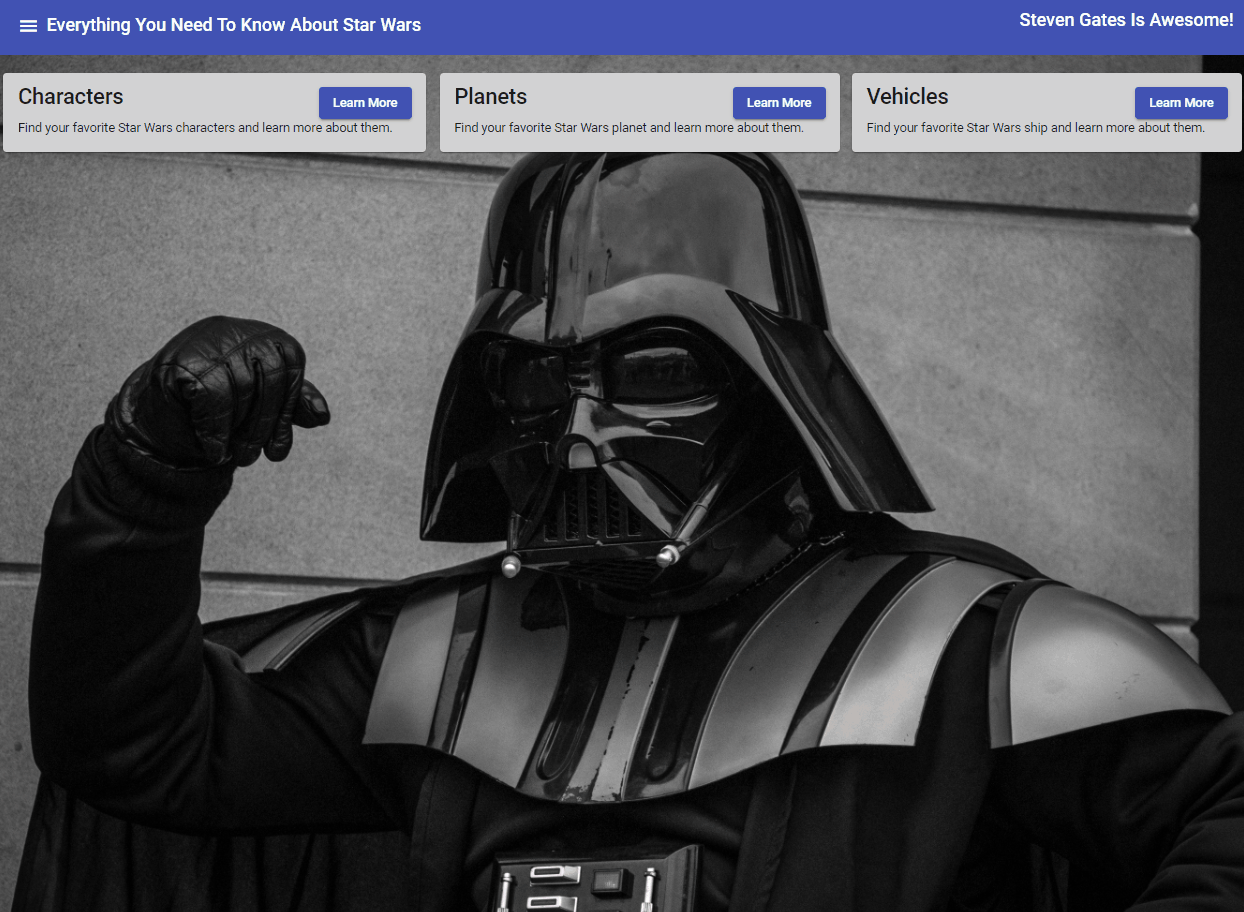 Everything You Need To Know About Star Wars
Steven Gates Is Awesome!
Characters
Learn More
Find your favorite Star Wars characters and learn more about them.
Planets
Learn More
Find your favorite Star Wars planet and learn more about them.
Vehicles
Learn More
Find your favorite Star Wars ship and learn more about them.